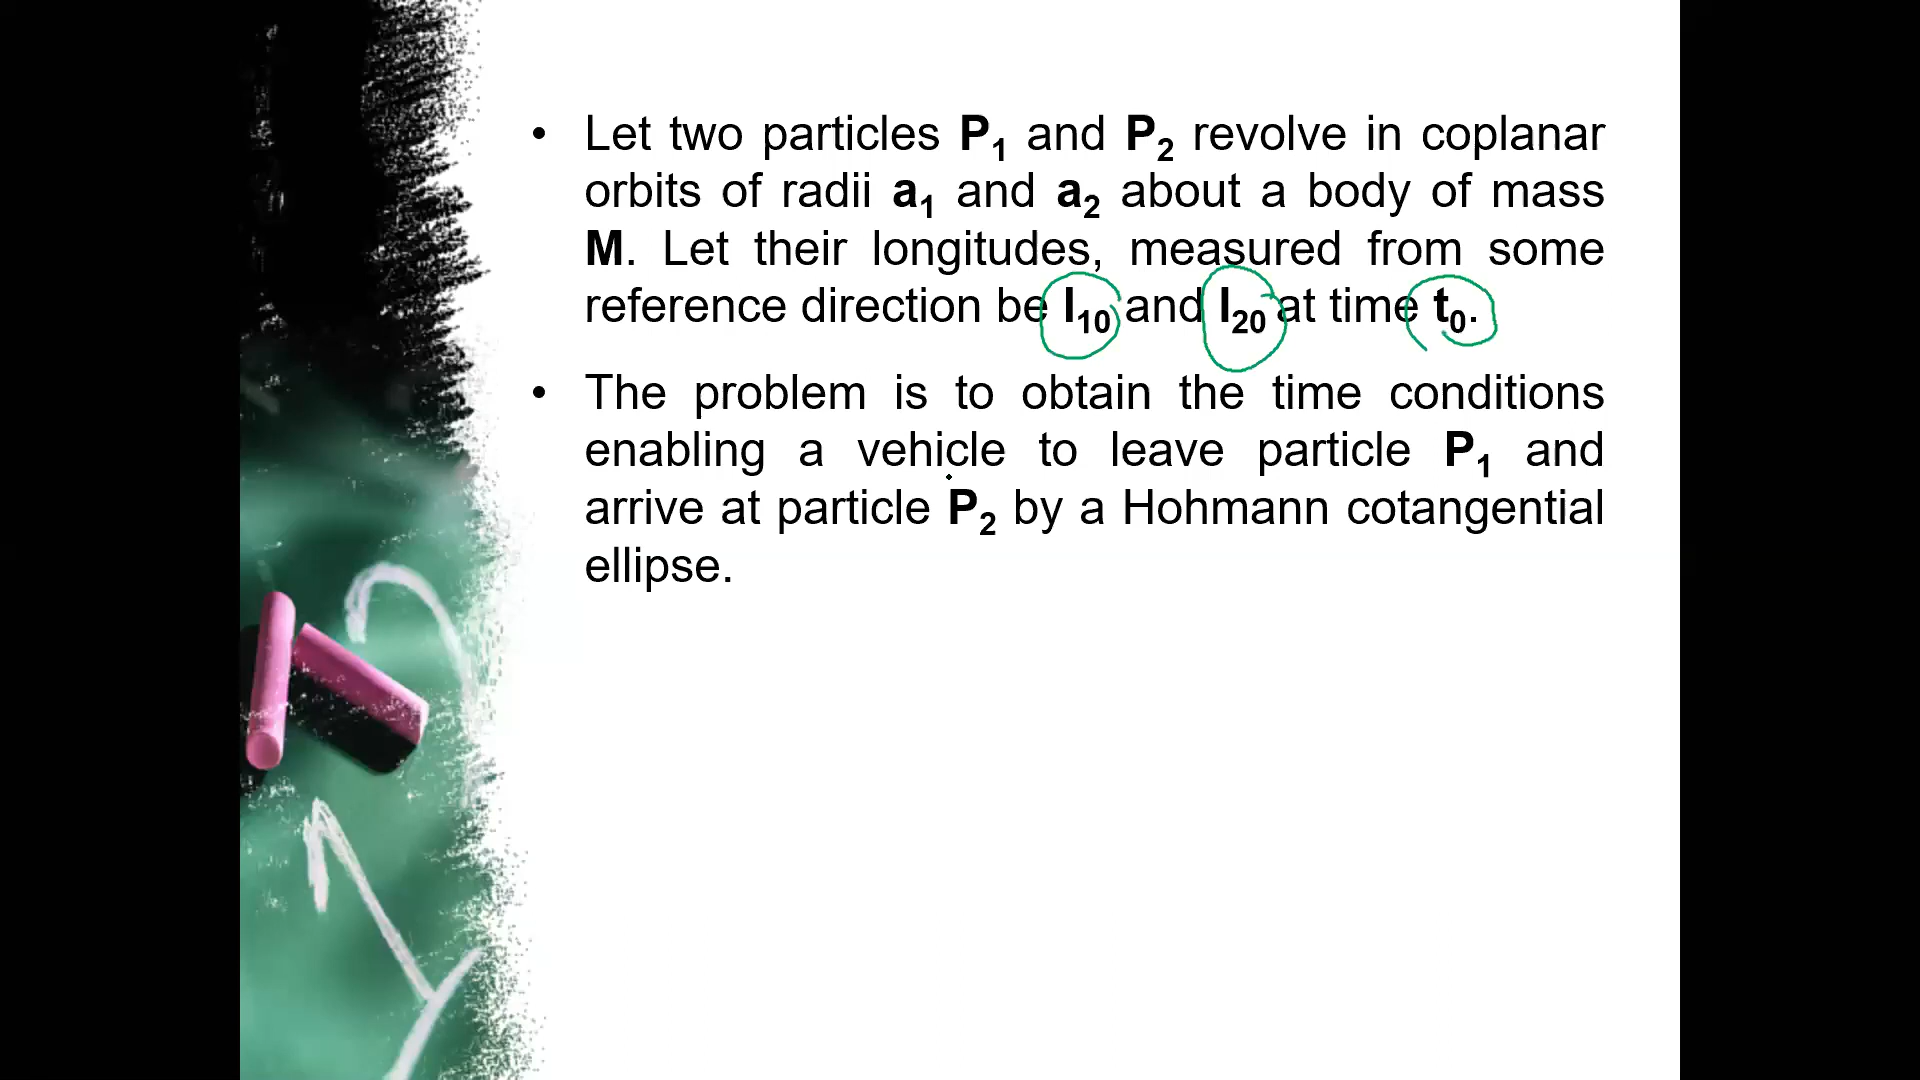 • Let two particles P₁ and P₂ revolve in coplanar
orbits of radii a₁ and a₂ about a body of mass
M. Let their longitudes, measured from some
reference direction be l₁₀ and l₂₀ at time t₀.
• The problem is to obtain the time conditions
enabling a vehicle to leave particle P₁ and
arrive at particle P₂ by a Hohmann cotangential
ellipse.